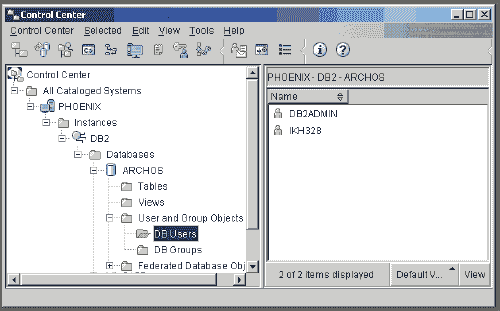 Control Center
Control Center Selected Edit View Tools Help
Control Center
All Cataloged Systems
PHOENIX
Instances
DB2
Databases
ARCHOS
Tables
Views
User and Group Objects
DB Users
DB Groups
Federated Database Obj
PHOENIX - DB2 - ARCHOS
Name
DB2ADMIN
IKH328
2 of 2 items displayed
Default V...
View